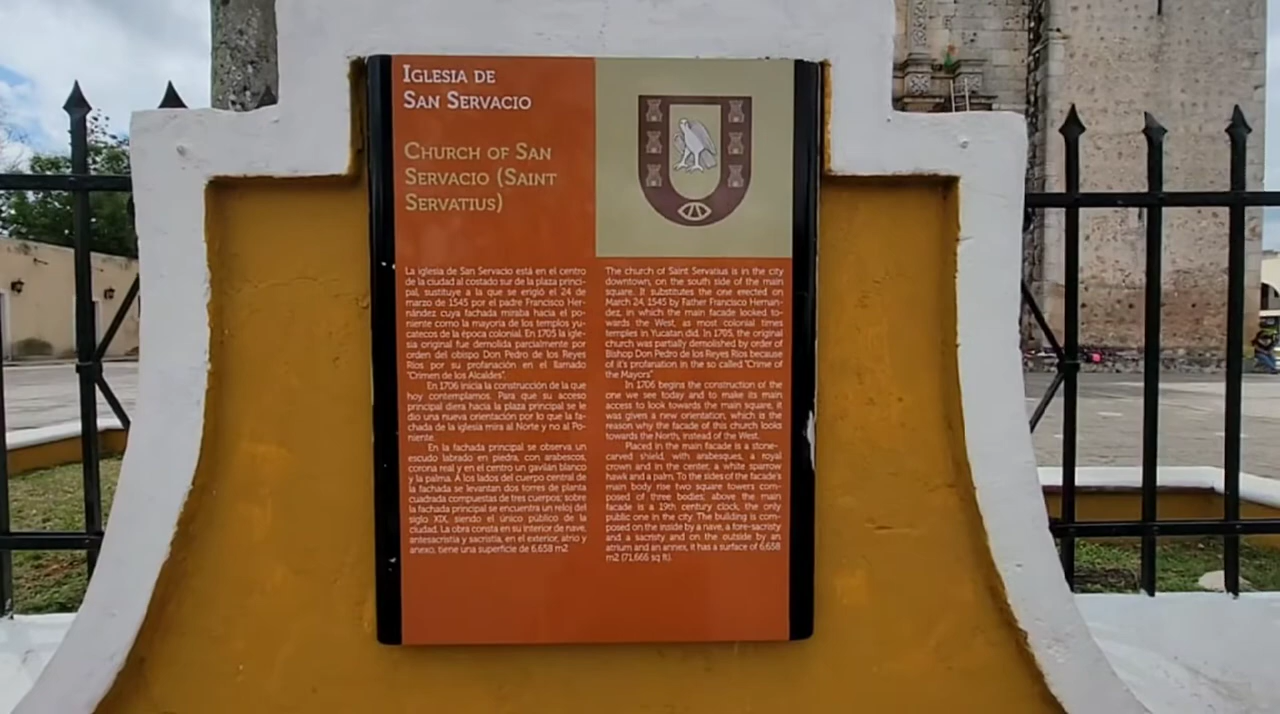 IGLESIA DE
SAN SERVACIO
CHURCH OF SAN
SERVACIO (SAINT
SERVATIUS)
La iglesia de San Servacio está en el centro
de la ciudad al costado sur de la plaza princi-
pal, sustituye a la que se erigió el 24 de
marzo de 1545 por el padre Francisco Her-
nández cuya fachada miraba hacia el po-
niente como la mayoría de los templos yu-
catecos de la época colonial. En 1705 la igle-
sia original fue demolida parcialmente por
orden del obispo Don Pedro de los Reyes
Ríos por su profanación en el llamado
"Crimen de los Alcaldes".
En 1706 inicia la construcción de la que
hoy contemplamos. Para que su acceso
principal diera hacia la plaza principal se le
dio una nueva orientación por lo que la fa-
chada de la iglesia mira al Norte y no al Po-
niente.
En la fachada principal se observa un
escudo labrado en piedra, con arabescos,
corona real y en el centro un gavilán blanco
y la palma. A los lados del cuerpo central de
la fachada se levantan dos torres de planta
cuadrada compuestas de tres cuerpos; sobre
la fachada principal se encuentra un reloj del
siglo XIX, siendo el único público de la
ciudad. La obra consta en su interior de nave,
antesacristía y sacristía, en el exterior, atrio y
anexo, tiene una superficie de 6,658 m2
The church of Saint Servatius is in the city
downtown, on the south side of the main
square. It substitutes the one erected on
March 24, 1545 by Father Francisco Hernan-
dez, in which the main facade looked to-
wards the West, as most colonial times
temples in Yucatan did. In 1705, the original
church was partially demolished by order of
Bishop Don Pedro de los Reyes Rios because
of it's profanation in the so called "Crime of
the Mayors"
In 1706 begins the construction of the
one we see today and to make its main
access to look towards the main square, it
was given a new orientation, which is the
reason why the facade of this church looks
towards the North, instead of the West.
Placed in the main facade is a stone-
carved shield, with arabesques, a royal
crown and in the center, a white sparrow
hawk and a palm. To the sides of the facade's
main body rise two square towers com-
posed of three bodies; above the main
facade is a 19th century clock, the only
public one in the city. The building is com-
posed on the inside by a nave, a fore-sacristy
and a sacristy and on the outside by an
atrium and an annex, it has a surface of 6,658
m2 (71,666 sq ft).